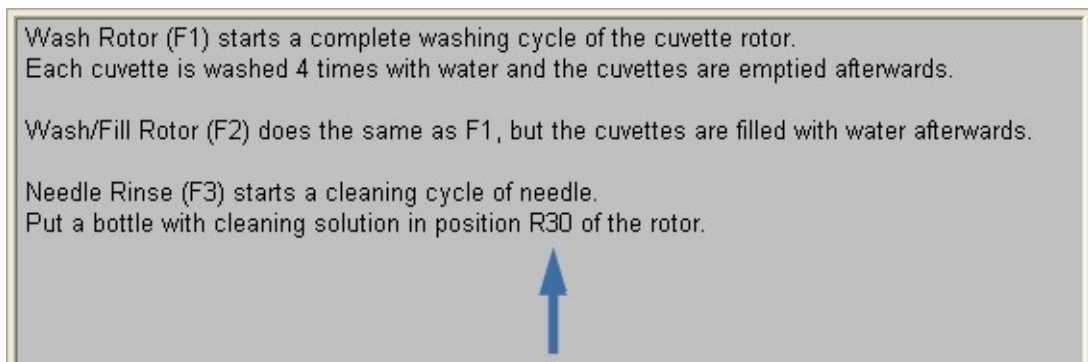 Wash Rotor (F1) starts a complete washing cycle of the cuvette rotor.
Each cuvette is washed 4 times with water and the cuvettes are emptied afterwards.
Wash/Fill Rotor (F2) does the same as F1, but the cuvettes are filled with water afterwards.
Needle Rinse (F3) starts a cleaning cycle of needle.
Put a bottle with cleaning solution in position R30 of the rotor.